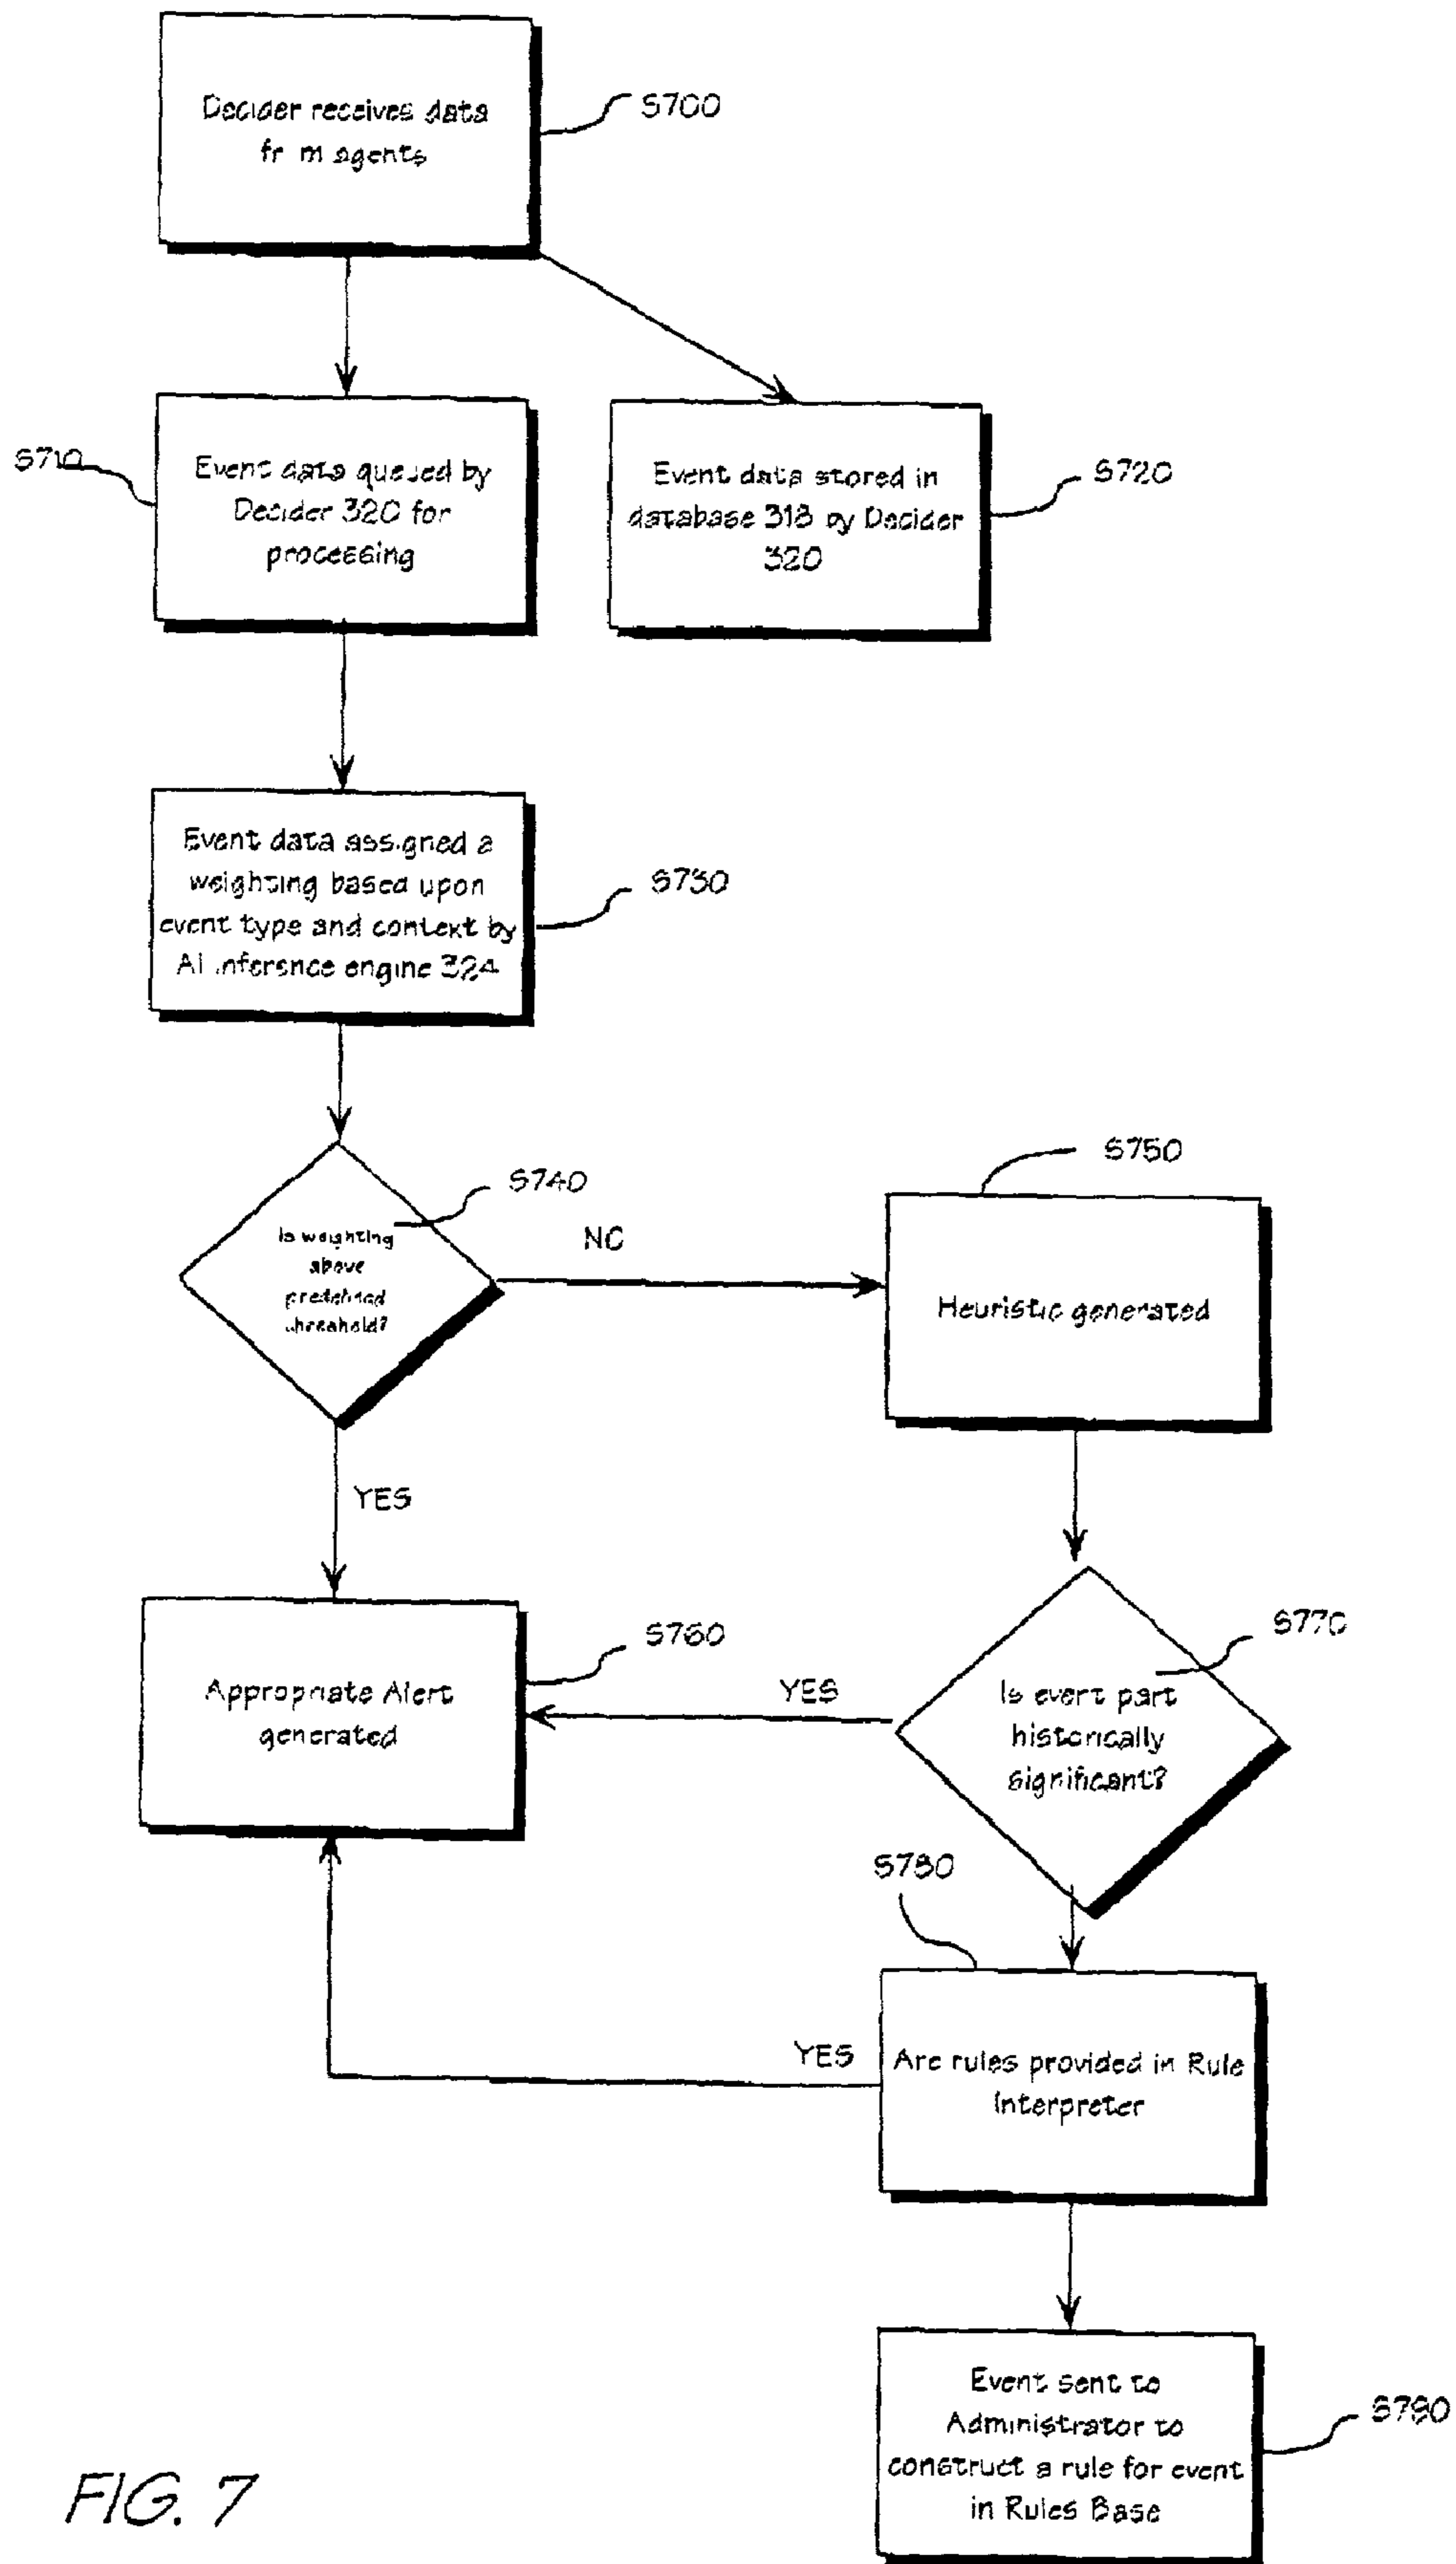 Decider receives data
from agents
S700
Event data queued by
Decider 320 for
processing
S710
Event data stored in
database 318 by Decider
320
S720
Event data assigned a
weighting based upon
event type and context by
AI inference engine 324
S730
Is weighting
above
predefined
threshold?
S740
NO
YES
S750
Heuristic generated
Appropriate Alert
generated
S760
YES
Is event part
historically
significant?
S770
S780
Are rules provided in Rule
Interpreter
YES
Event sent to
Administrator to
construct a rule for event
in Rules Base
S790
FIG. 7